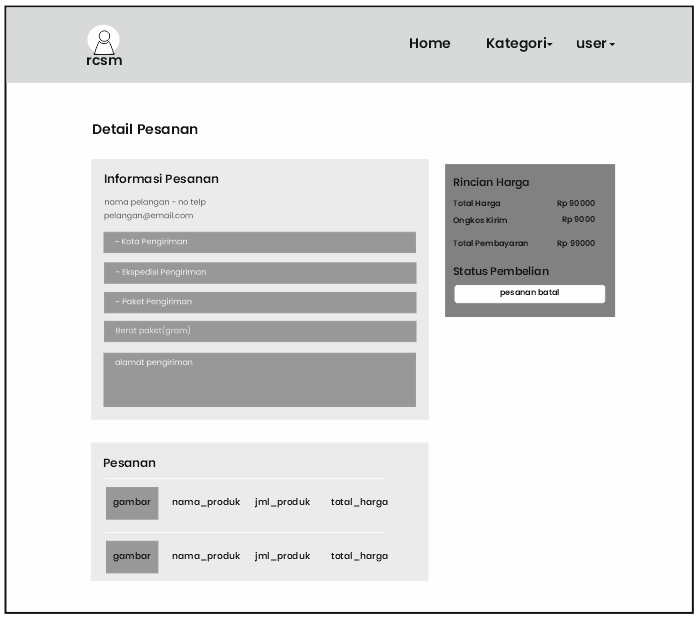 rcsm
Home Kategori user
Detail Pesanan
Informasi Pesanan
nama pelangan - no telp
pelangan@email.com
- Kota Pengiriman
- Ekspedisi Pengiriman
- Paket Pengiriman
Berat paket(gram)
alamat pengiriman
Rincian Harga
Total Harga Rp 90000
Ongkos Kirim Rp 9000
Total Pembayaran Rp 99000
Status Pembelian
pesanan batal
Pesanan
gambar nama_produk jml_produk total_harga
gambar nama_produk jml_produk total_harga